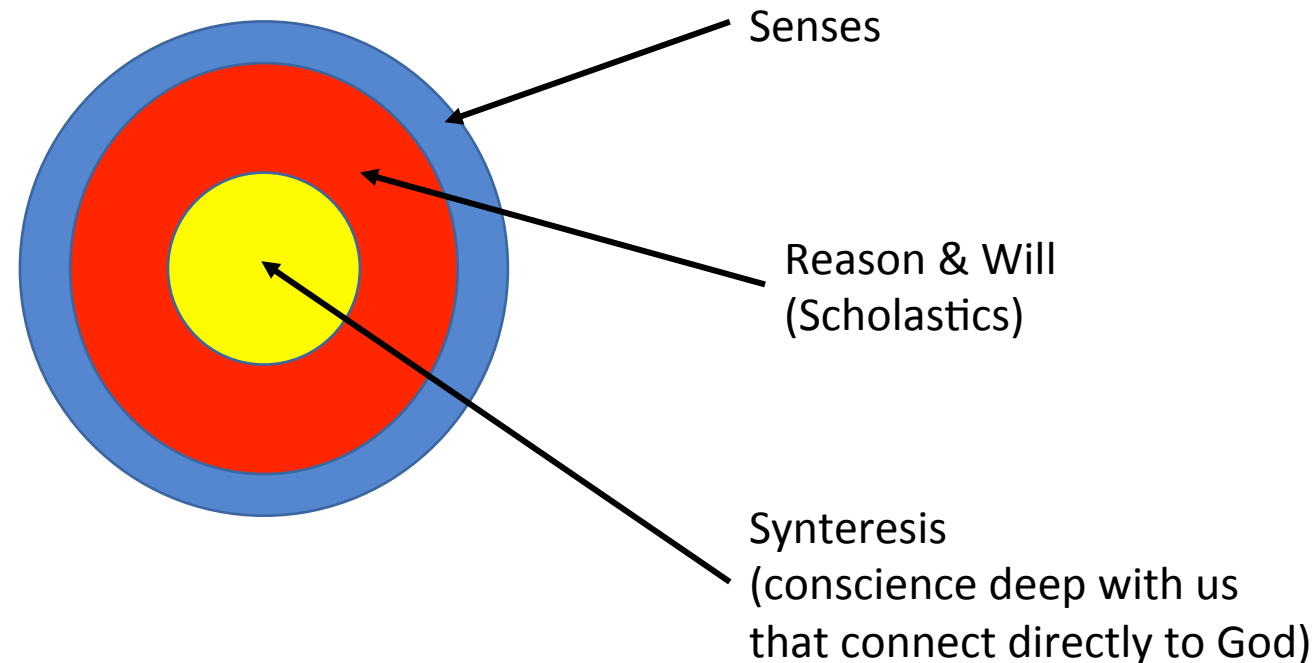 Senses
Reason & Will
(Scholastics)
Synteresis
(conscience deep with us
that connect directly to God)